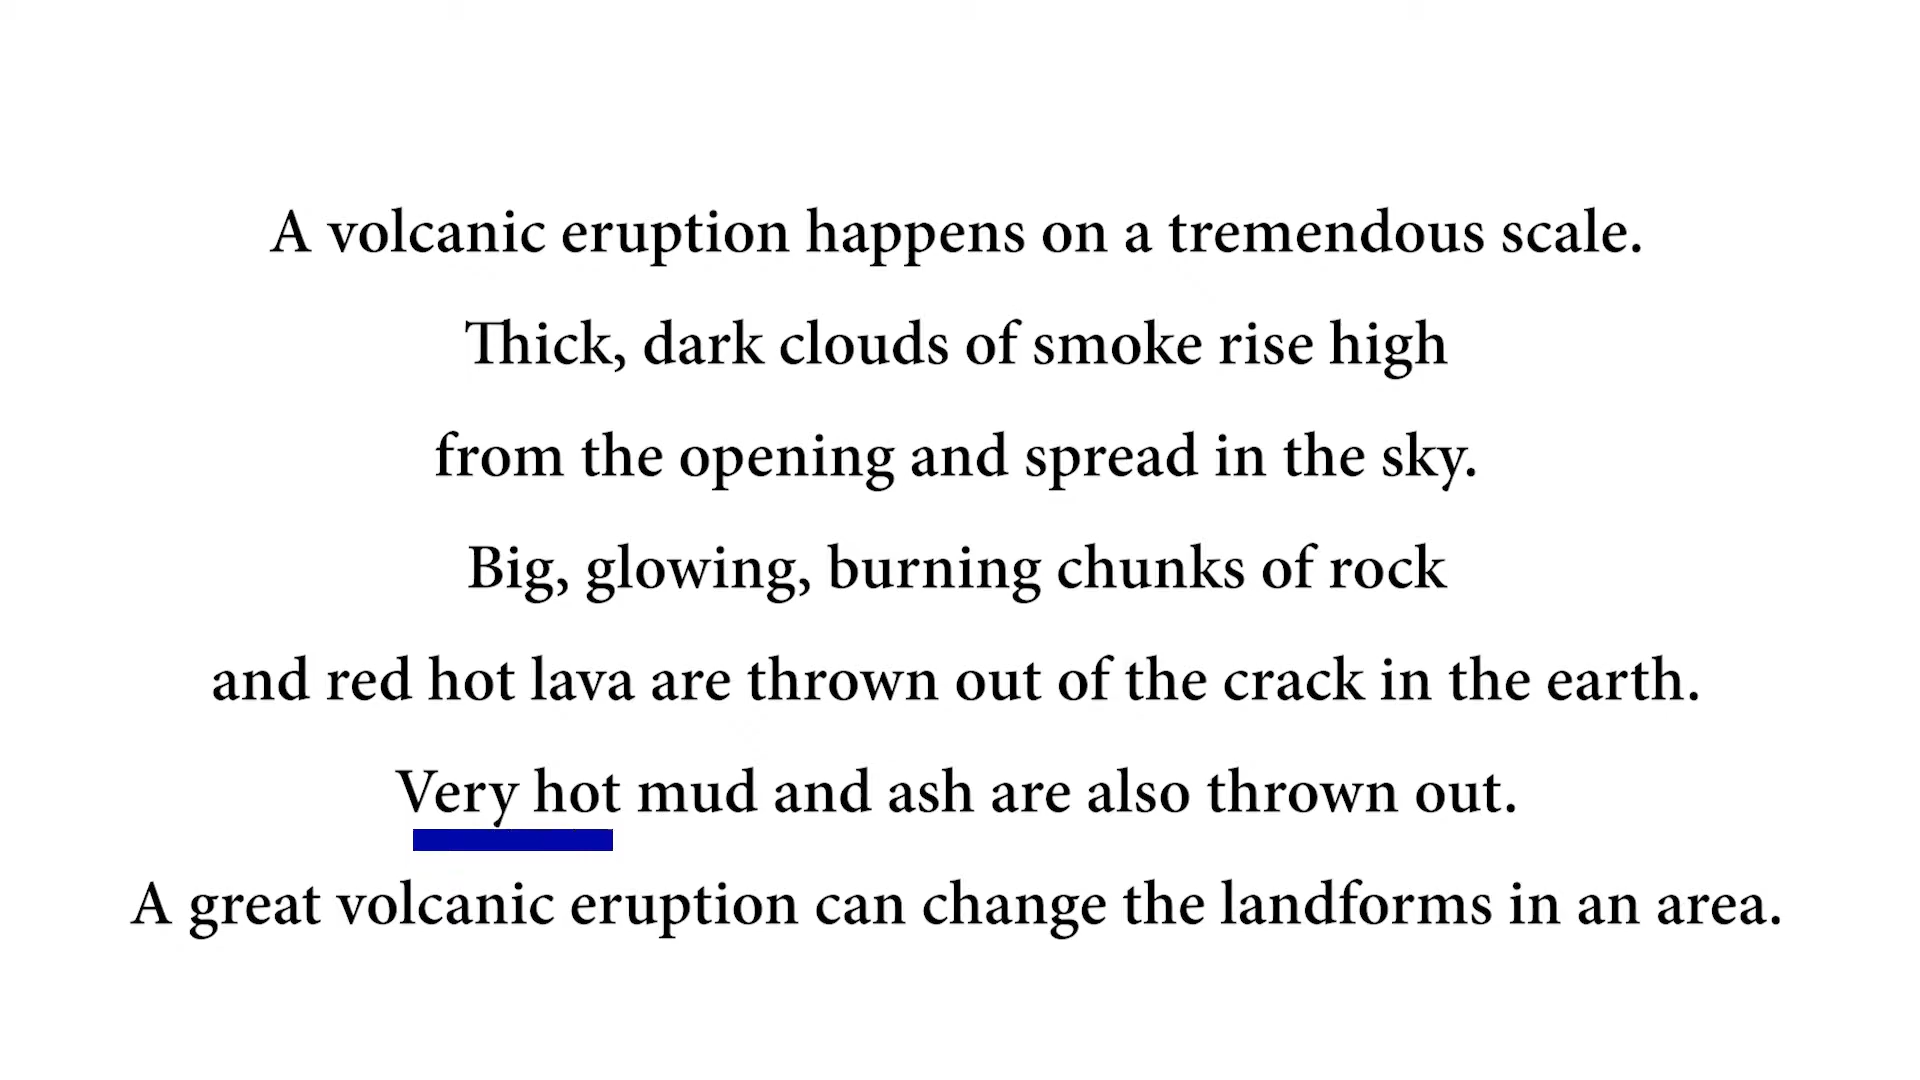 A volcanic eruption happens on a tremendous scale.
Thick, dark clouds of smoke rise high
from the opening and spread in the sky.
Big, glowing, burning chunks of rock
and red hot lava are thrown out of the crack in the earth.
Very hot mud and ash are also thrown out.
A great volcanic eruption can change the landforms in an area.